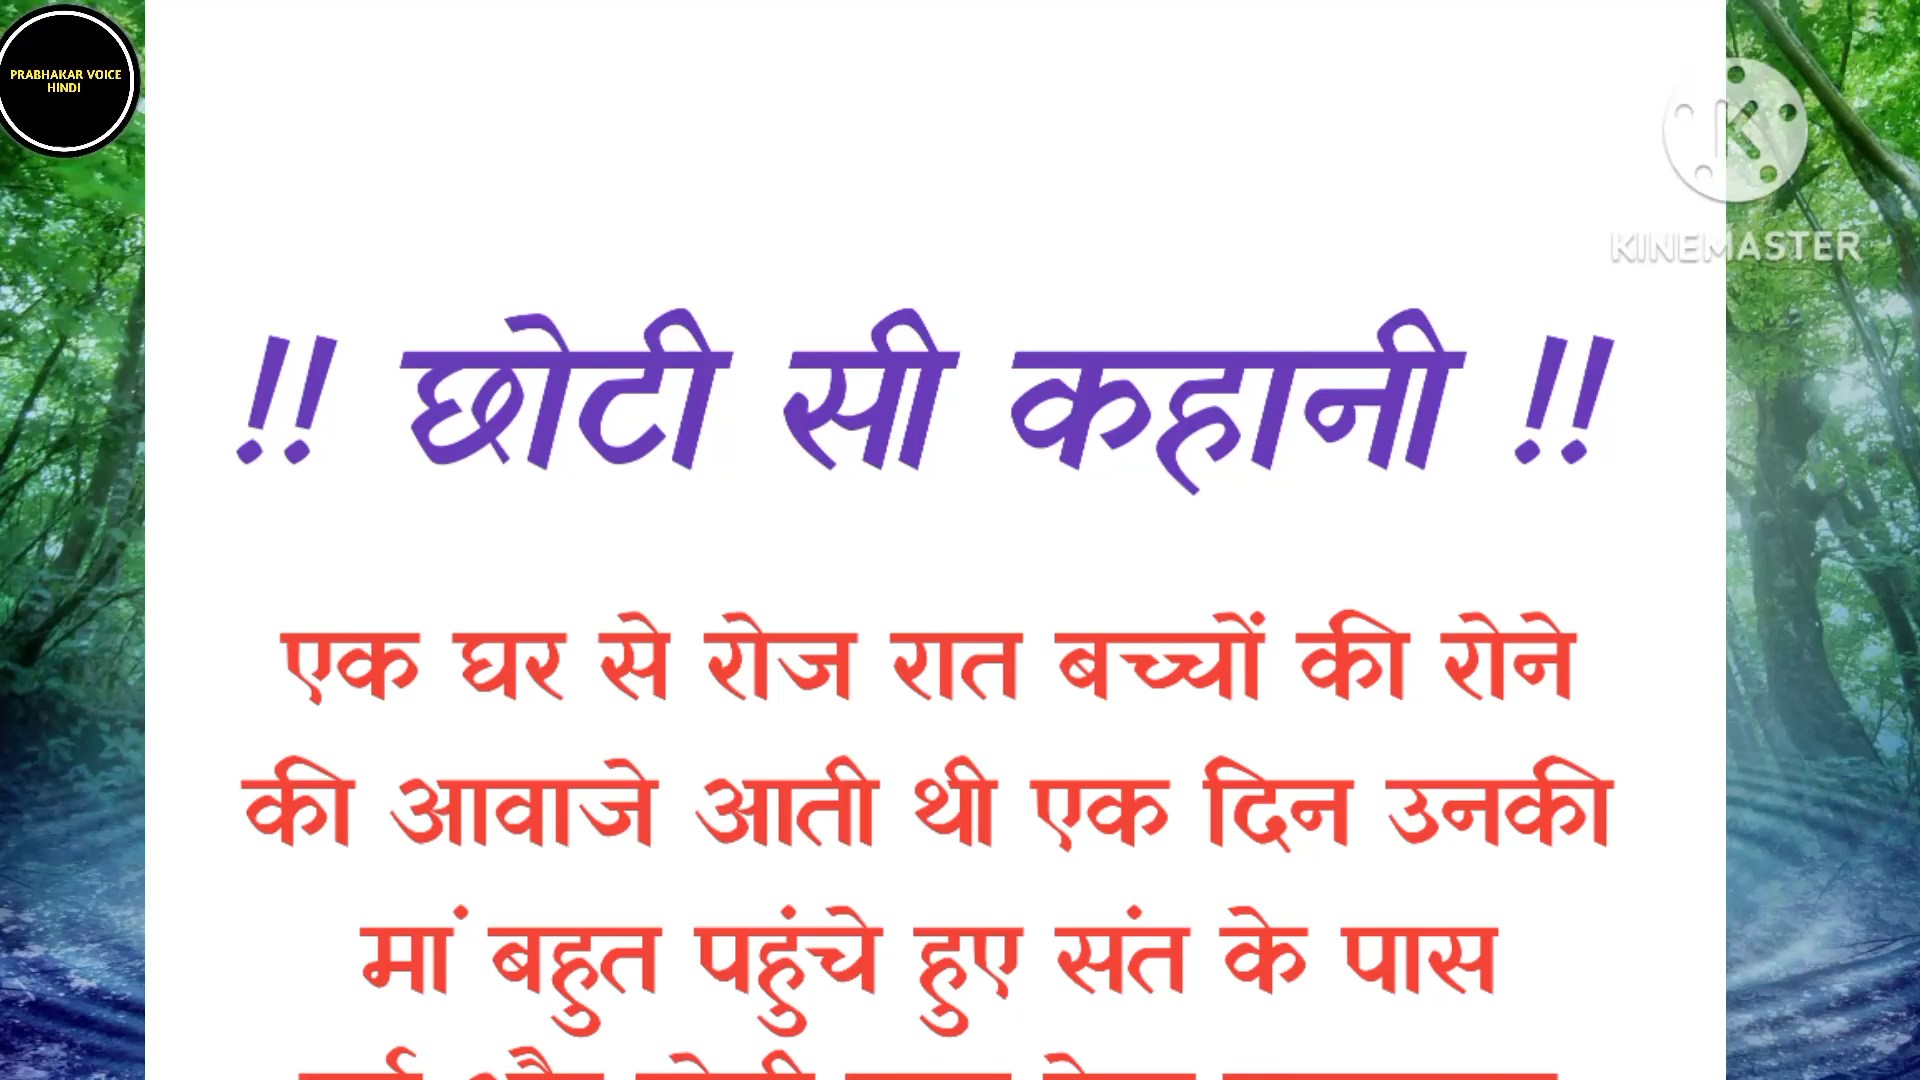 PRABHAKAR VOICE
HINDI
KINEMASTER
!! छोटी सी कहानी !!
एक घर से रोज रात बच्चों की रोने
की आवाजे आती थी एक दिन उनकी
मां बहुत पहुंचे हुए संत के पास